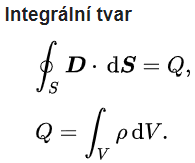 Integrální tvar
∮_S D · dS = Q,
Q = ∫_V ρ dV.